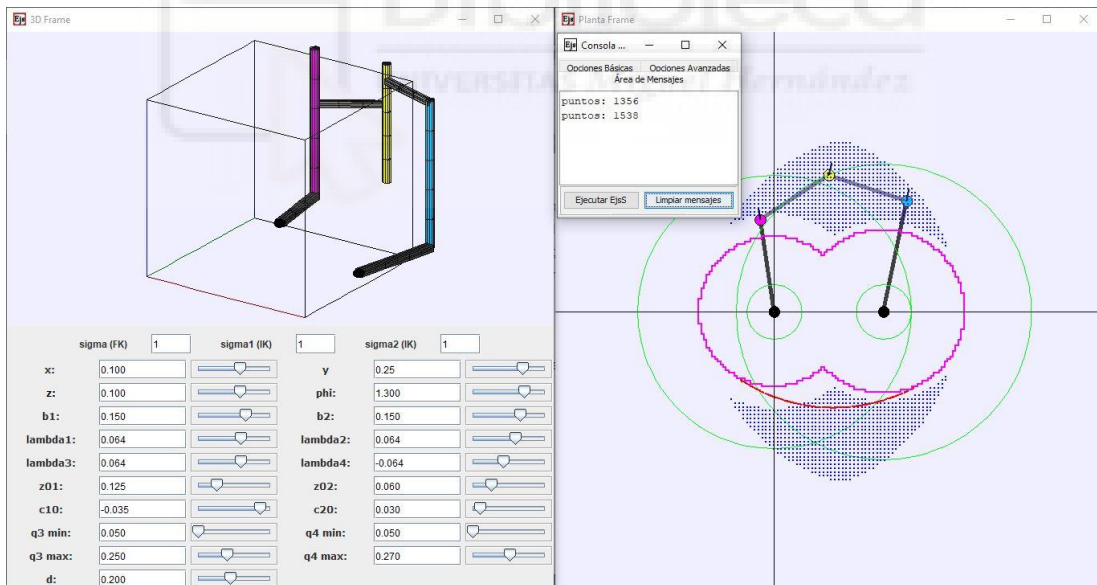 Biblioteca
UNIVERSITAS Miguel Hernández
3D Frame
sigma (FK) 1 sigma1 (IK) 1 sigma2 (IK) 1
x: 0.100 y 0.25
z: 0.100 phi: 1.300
b1: 0.150 b2: 0.150
lambda1: 0.064 lambda2: 0.064
lambda3: 0.064 lambda4: -0.064
z01: 0.125 z02: 0.060
c10: -0.035 c20: 0.030
q3 min: 0.050 q4 min: 0.050
q3 max: 0.250 q4 max: 0.270
d: 0.200
Planta Frame
Consola ...
Opciones Básicas Opciones Avanzadas
Área de Mensajes
puntos: 1356
puntos: 1538
Ejecutar EjsS Limpiar mensajes